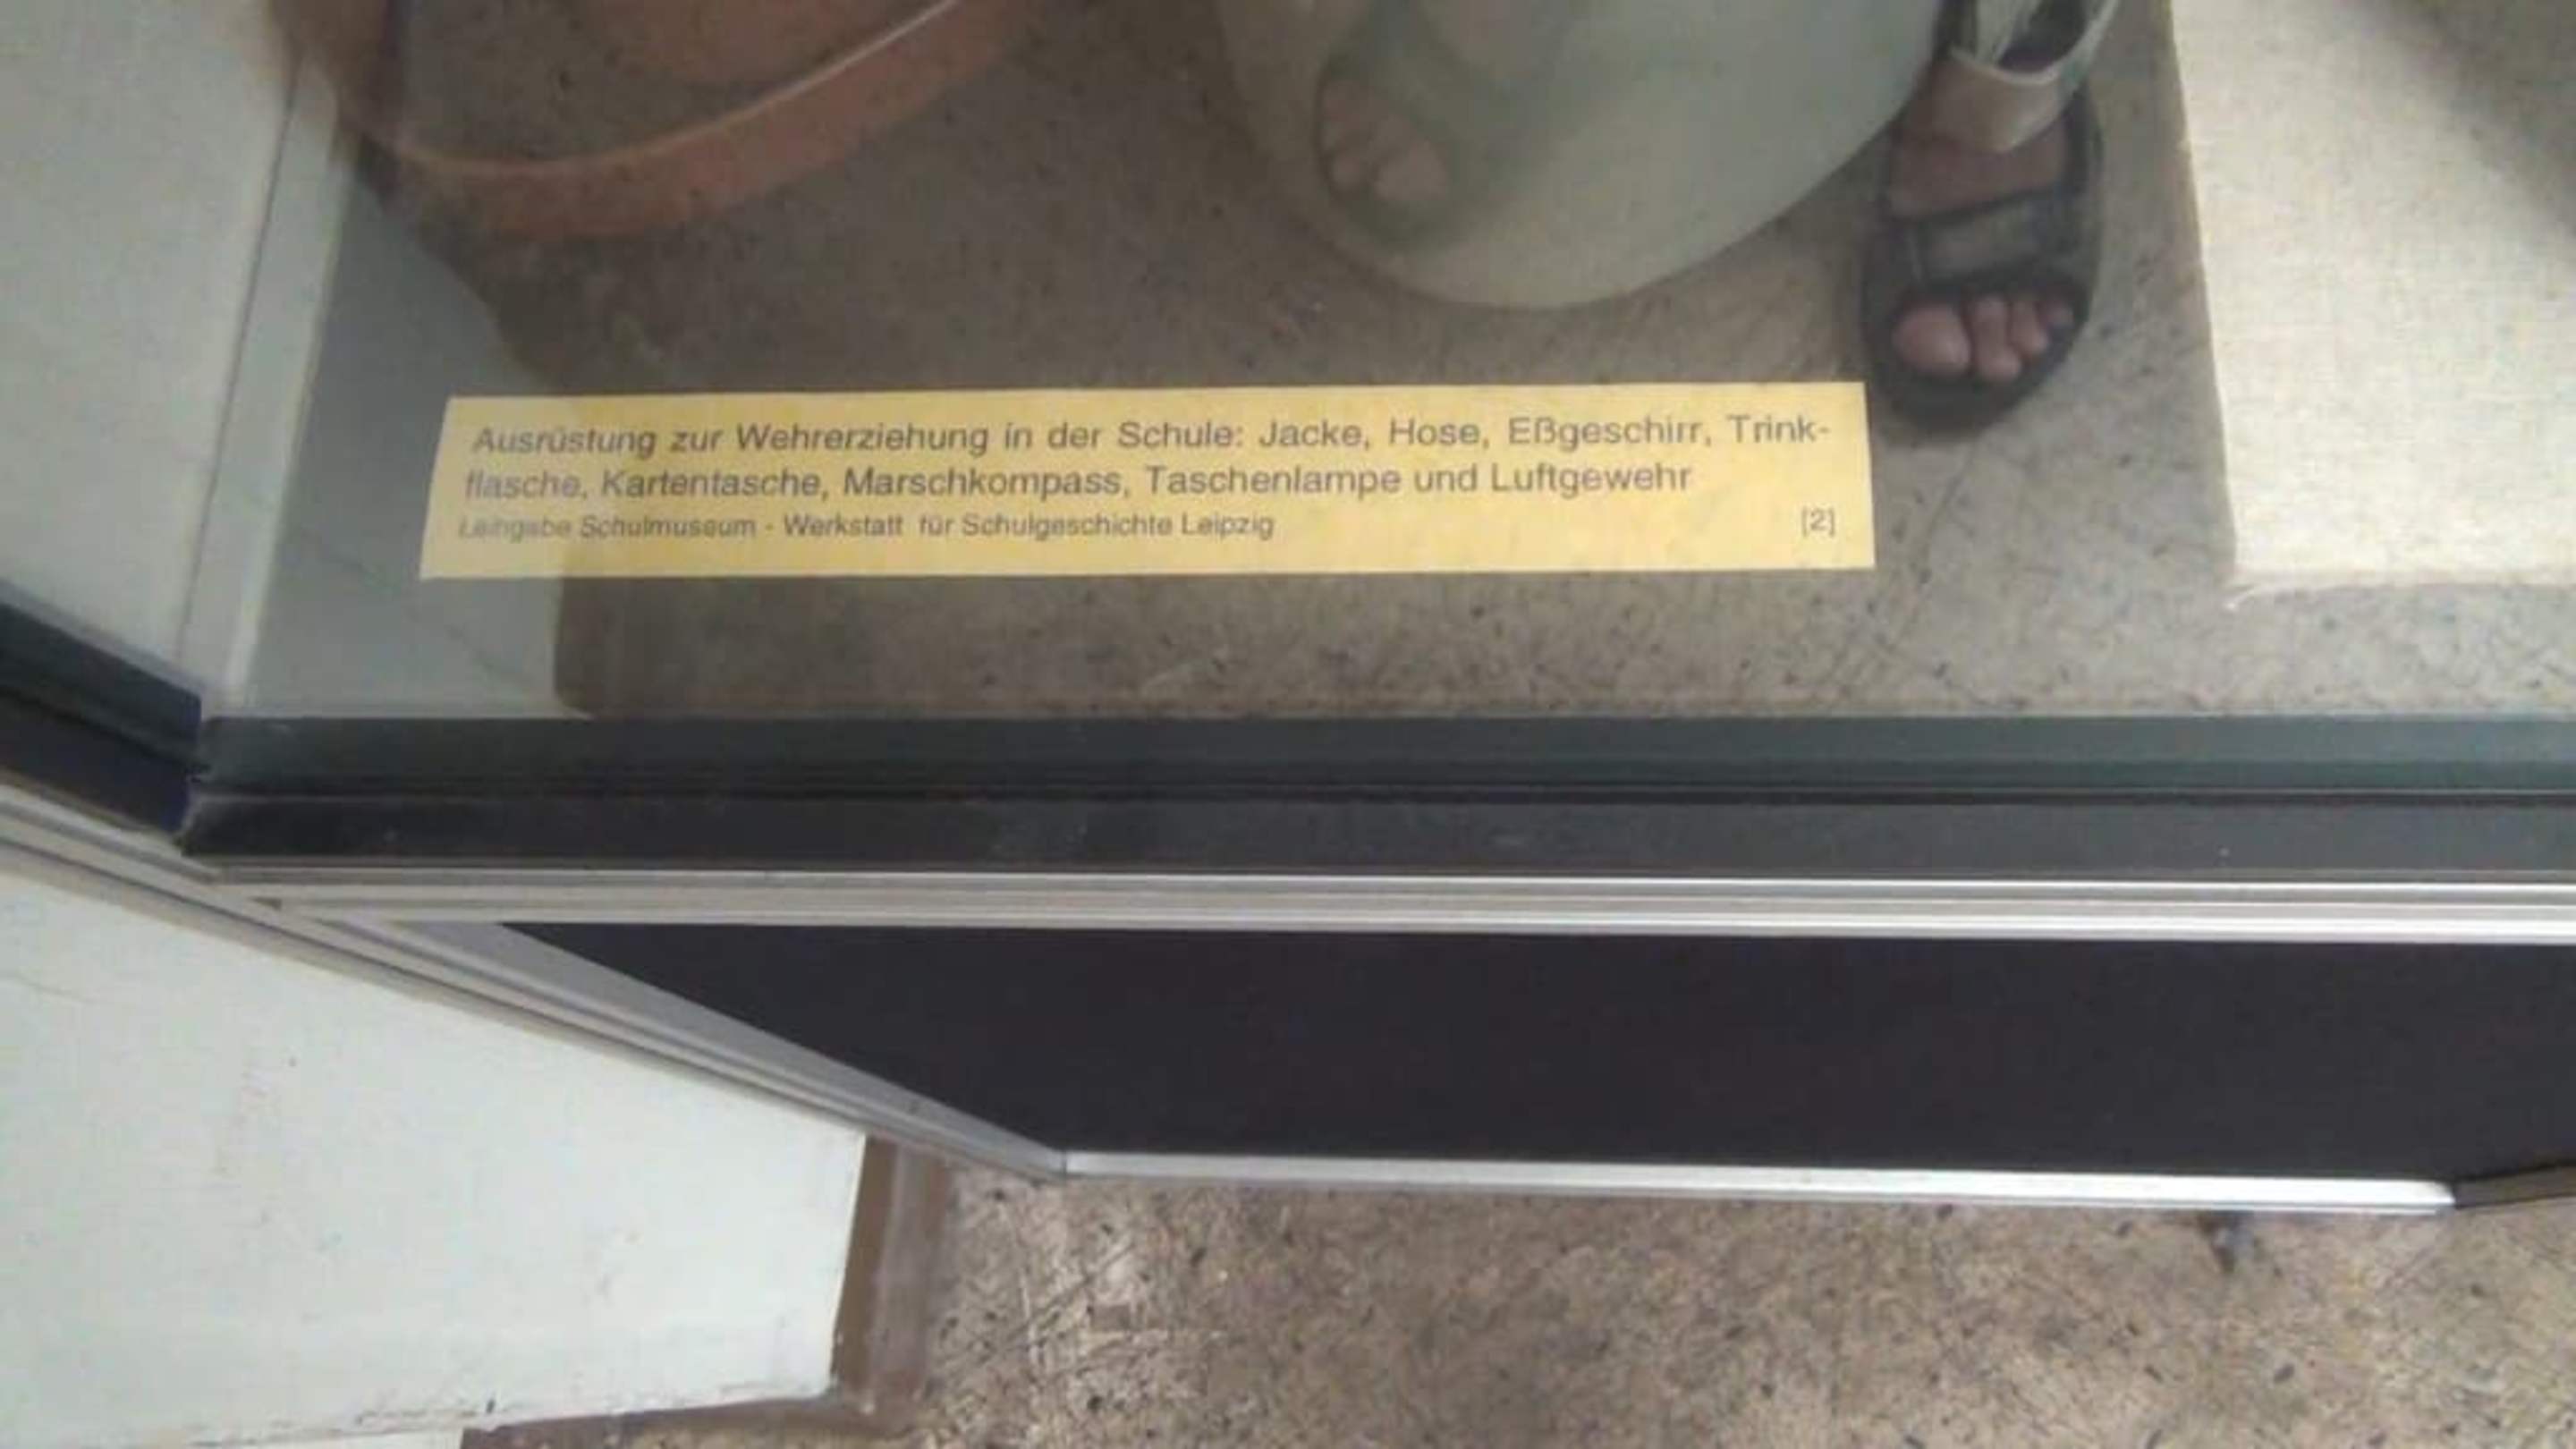 Ausrüstung zur Wehrerziehung in der Schule: Jacke, Hose, Eßgeschirr, Trink-
flasche, Kartentasche, Marschkompass, Taschenlampe und Luftgewehr
Leihgabe Schulmuseum - Werkstatt für Schulgeschichte Leipzig [2]